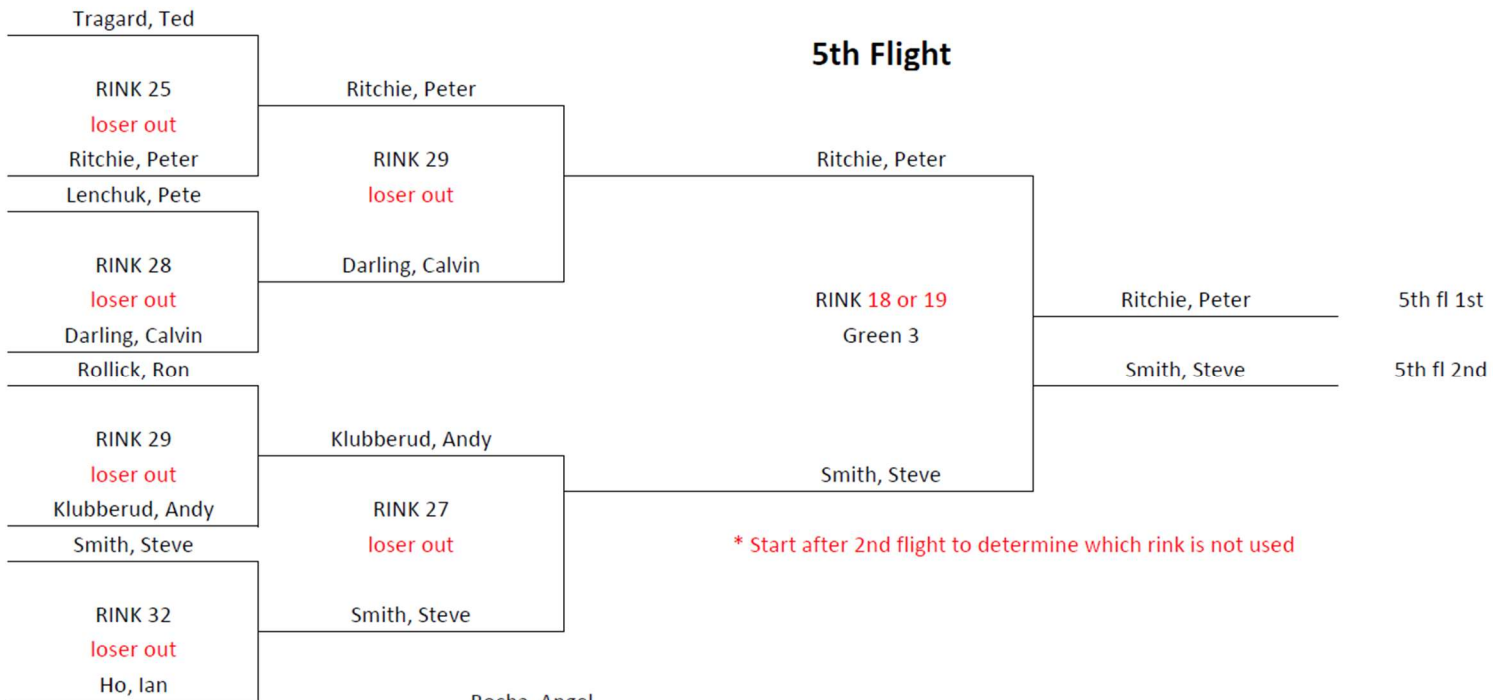 Tragard, Ted
5th Flight
RINK 25
Ritchie, Peter
loser out
Ritchie, Peter
RINK 29
Ritchie, Peter
Lenchuk, Pete
loser out
RINK 28
Darling, Calvin
loser out
RINK 18 or 19
Ritchie, Peter
5th fl 1st
Darling, Calvin
Green 3
Rollick, Ron
Smith, Steve
5th fl 2nd
RINK 29
Klubberud, Andy
loser out
Smith, Steve
Klubberud, Andy
RINK 27
Smith, Steve
loser out
* Start after 2nd flight to determine which rink is not used
RINK 32
Smith, Steve
loser out
Ho, Ian